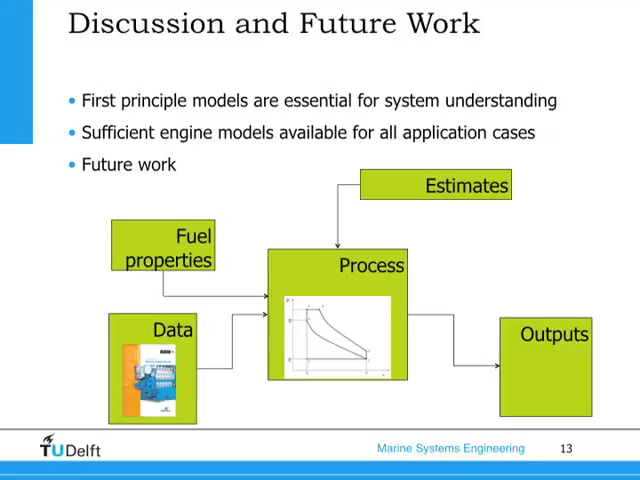 Discussion and Future Work
• First principle models are essential for system understanding
• Sufficient engine models available for all application cases
• Future work
Estimates
Fuel
properties
Process
Data
Outputs
TUDelft
Marine Systems Engineering
13